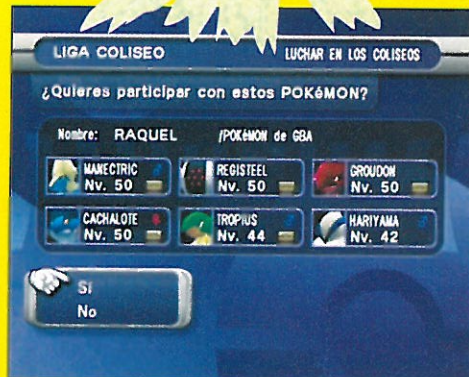 LIGA COLISEO
LUCHAR EN LOS COLISEOS
¿Quieres participar con estos POKéMON?
Nombre: RAQUEL /POKéMON de GBA
MANECTRIC ♂ REGISTEEL GROUDON
Nv. 50 Nv. 50 Nv. 50
CACHALOTE ♀ TROPIUS ♂ HARIYAMA ♂
Nv. 50 Nv. 44 Nv. 42
Sí
No